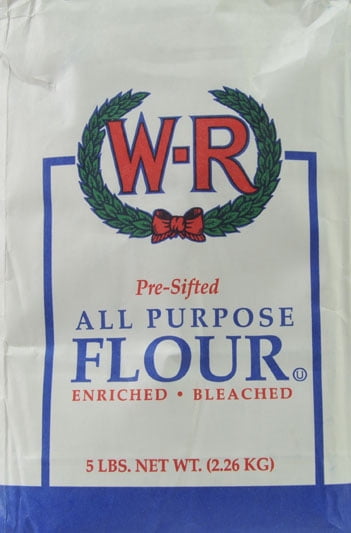 W-R
Pre-Sifted
ALL PURPOSE
FLOUR Ⓤ
ENRICHED • BLEACHED
5 LBS. NET WT. (2.26 KG)